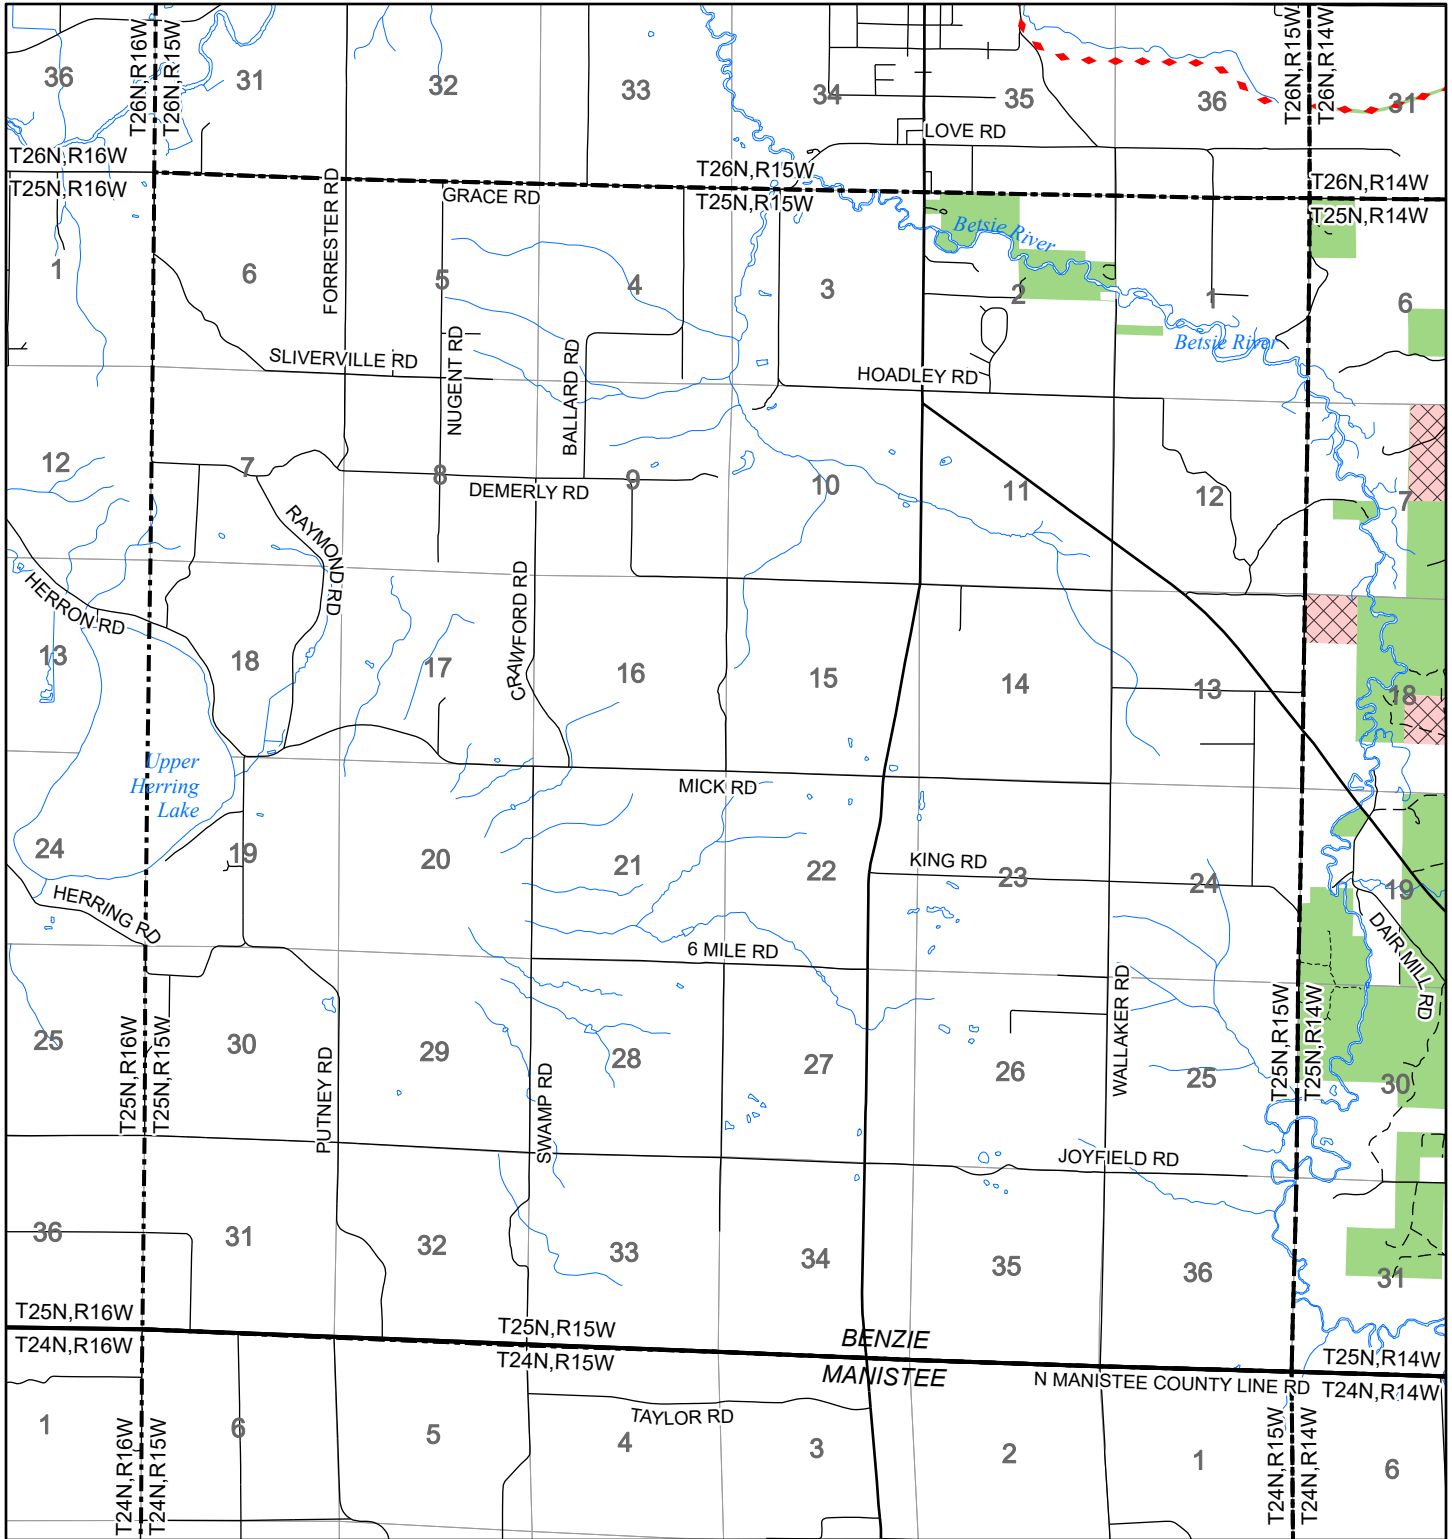 36
T26N,R16W
T26N,R15W
31
32
33
34
35
36
T26N,R15W
T26N,R14W
31
LOVE RD
T26N,R16W
T25N,R16W
FORRESTER RD
GRACE RD
T26N,R15W
T25N,R15W
T26N,R14W
T25N,R14W
Betsie River
1
6
5
4
3
2
1
6
SLIVERVILLE RD
NUGENT RD
BALLARD RD
HOADLEY RD
Betsie River
12
7
8
9
10
11
12
7
DEMERLY RD
RAYMOND RD
HERRON RD
CRAWFORD RD
13
18
17
16
15
14
13
18
Upper
Herring
Lake
MICK RD
24
19
20
21
22
KING RD
23
24
19
HERRING RD
6 MILE RD
DAIR MILL RD
WALLAKER RD
25
T25N,R16W
T25N,R15W
30
PUTNEY RD
29
SWAMP RD
28
27
26
25
T25N,R15W
T25N,R14W
30
JOYFIELD RD
36
31
32
33
34
35
36
31
T25N,R16W
T24N,R16W
T25N,R15W
T24N,R15W
BENZIE
MANISTEE
N MANISTEE COUNTY LINE RD
T25N,R14W
T24N,R14W
TAYLOR RD
1
T24N,R16W
T24N,R15W
6
5
4
3
2
1
T24N,R15W
T24N,R14W
6